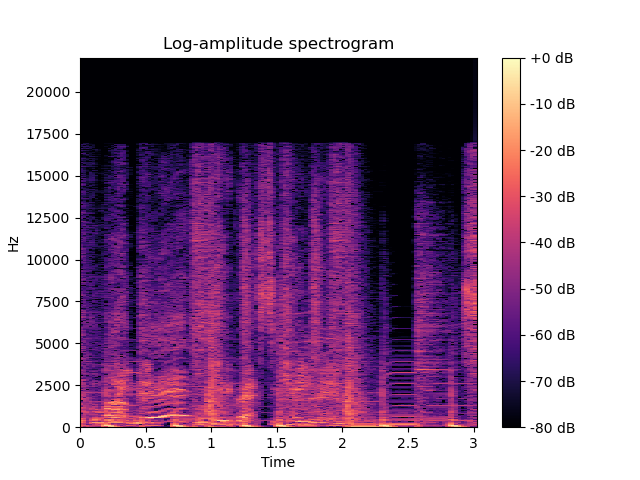 Log-amplitude spectrogram
Hz
20000
17500
15000
12500
10000
7500
5000
2500
0
0 0.5 1 1.5 2 2.5 3
Time
+0 dB
-10 dB
-20 dB
-30 dB
-40 dB
-50 dB
-60 dB
-70 dB
-80 dB